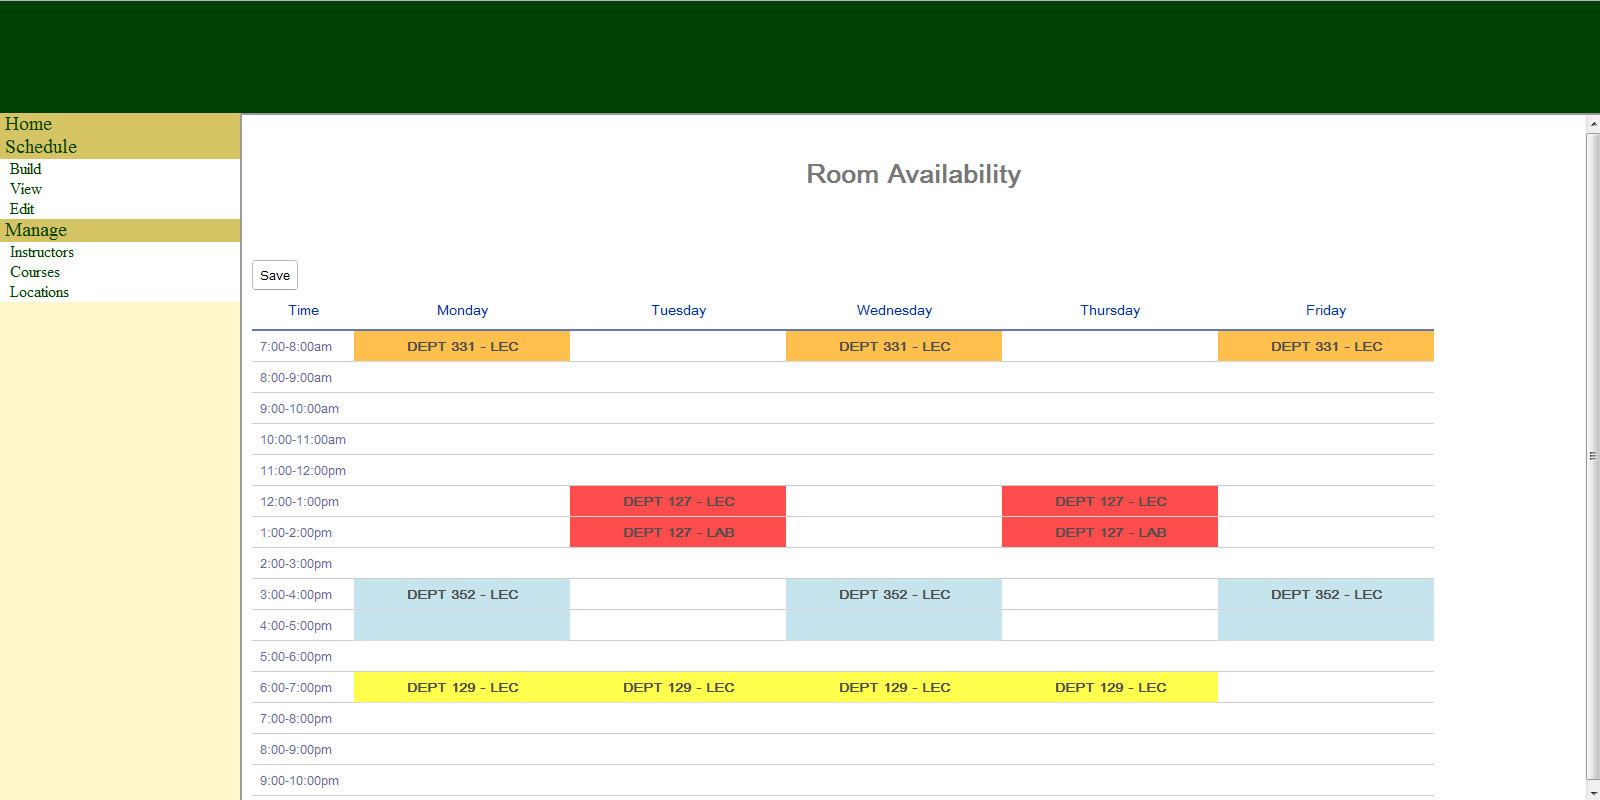 Home
Schedule
Build
View
Edit
Manage
Instructors
Courses
Locations
Room Availability
Save
Time Monday Tuesday Wednesday Thursday Friday
7:00-8:00am DEPT 331 - LEC DEPT 331 - LEC DEPT 331 - LEC
8:00-9:00am
9:00-10:00am
10:00-11:00am
11:00-12:00pm
12:00-1:00pm DEPT 127 - LEC DEPT 127 - LEC
1:00-2:00pm DEPT 127 - LAB DEPT 127 - LAB
2:00-3:00pm
3:00-4:00pm DEPT 352 - LEC DEPT 352 - LEC DEPT 352 - LEC
4:00-5:00pm
5:00-6:00pm
6:00-7:00pm DEPT 129 - LEC DEPT 129 - LEC DEPT 129 - LEC DEPT 129 - LEC
7:00-8:00pm
8:00-9:00pm
9:00-10:00pm